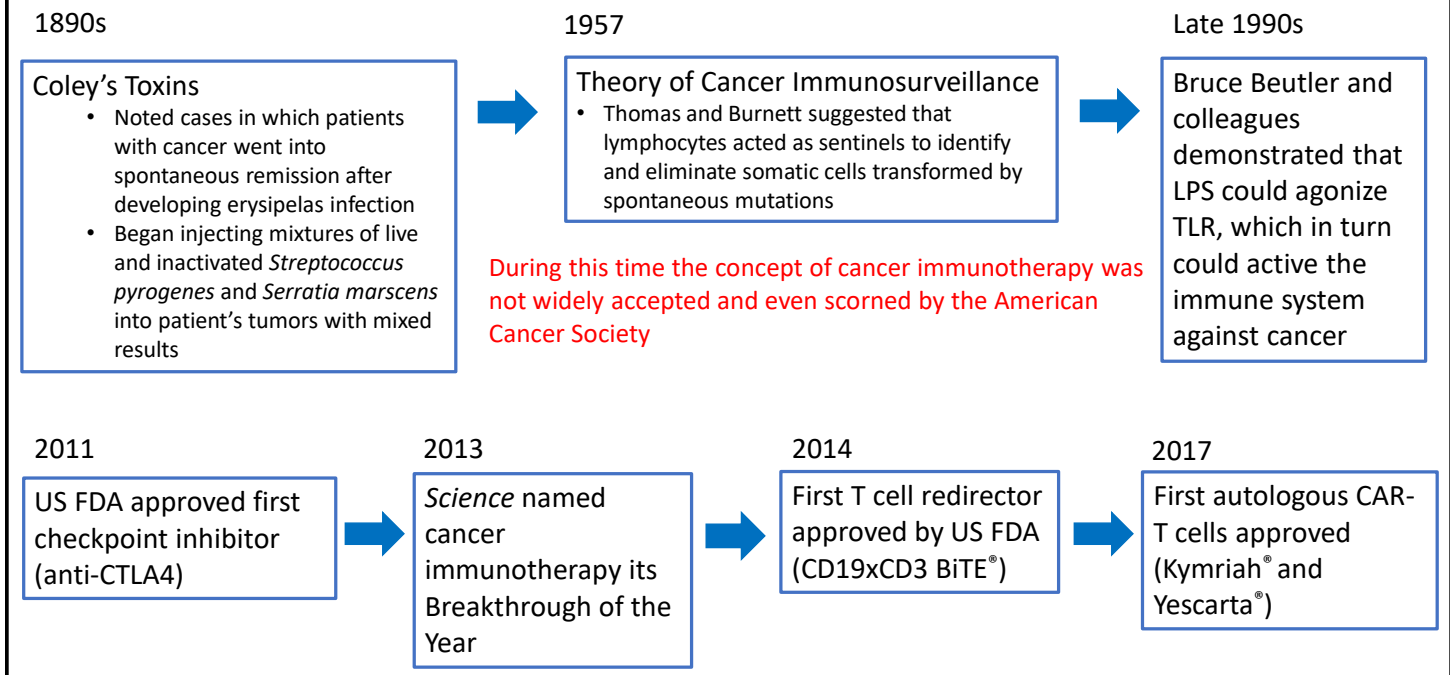 1890s
Coley’s Toxins
• Noted cases in which patients
with cancer went into
spontaneous remission after
developing erysipelas infection
• Began injecting mixtures of live
and inactivated Streptococcus
pyrogenes and Serratia marscens
into patient’s tumors with mixed
results
1957
Theory of Cancer Immunosurveillance
• Thomas and Burnett suggested that
lymphocytes acted as sentinels to identify
and eliminate somatic cells transformed by
spontaneous mutations
During this time the concept of cancer immunotherapy was
not widely accepted and even scorned by the American
Cancer Society
Late 1990s
Bruce Beutler and
colleagues
demonstrated that
LPS could agonize
TLR, which in turn
could active the
immune system
against cancer
2011
US FDA approved first
checkpoint inhibitor
(anti-CTLA4)
2013
Science named
cancer
immunotherapy its
Breakthrough of the
Year
2014
First T cell redirector
approved by US FDA
(CD19xCD3 BiTE®)
2017
First autologous CAR-
T cells approved
(Kymriah® and
Yescarta®)